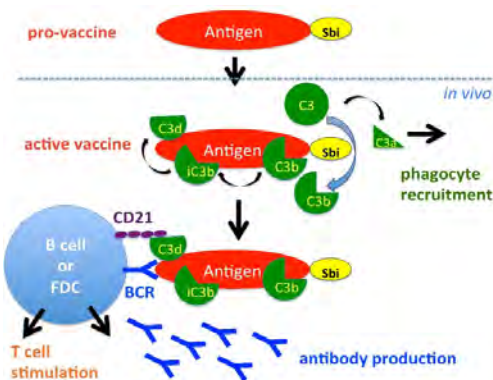 pro-vaccine
Antigen
Sbi
in vivo
C3
C3d
C3a
active vaccine
Antigen
Sbi
iC3b
C3b
C3b
phagocyte
recruitment
CD21
C3d
B cell
or
FDC
Antigen
Sbi
BCR
iC3b
C3b
T cell
stimulation
antibody production